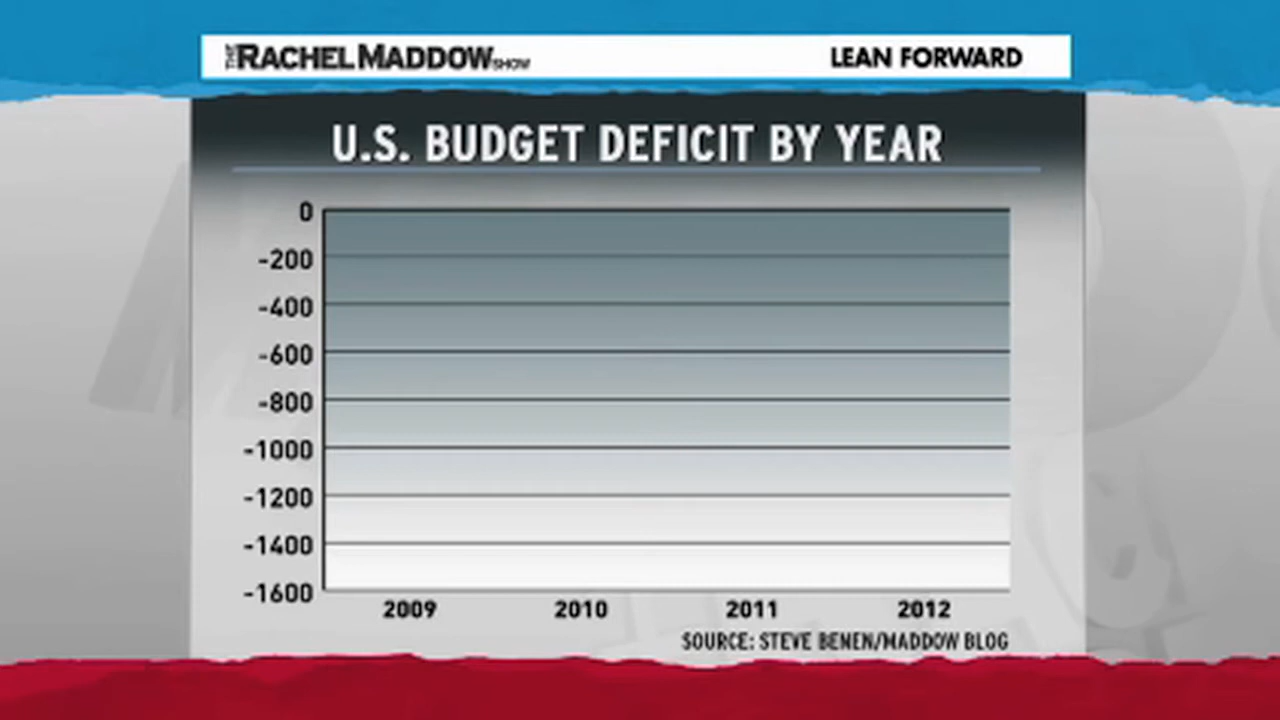 THE RACHEL MADDOW SHOW LEAN FORWARD
U.S. BUDGET DEFICIT BY YEAR
0
-200
-400
-600
-800
-1000
-1200
-1400
-1600
2009 2010 2011 2012
SOURCE: STEVE BENEN/MADDOW BLOG